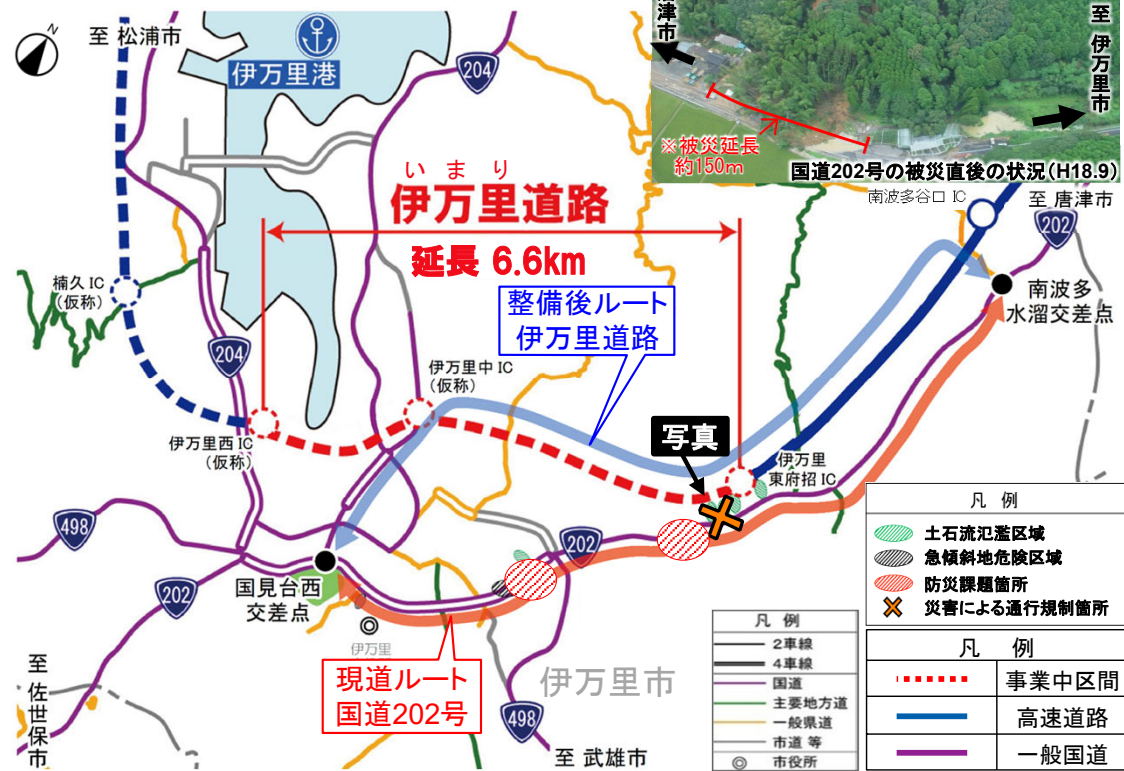 N
至 松浦市
伊万里港
204
津市
至 伊万里市
※被災延長
約150m
国道202号の被災直後の状況(H18.9)
南波多谷口 IC
至 唐津市
202
いまり
伊万里道路
延長 6.6km
楠久 IC
(仮称)
整備後ルート
伊万里道路
南波多
水溜交差点
204
伊万里中 IC
(仮称)
伊万里西 IC
(仮称)
写真
伊万里
東府招 IC
498
202
202
国見台西
交差点
伊万里
現道ルート
国道202号
伊万里市
498
至 佐世保市
至 武雄市
凡 例
土石流氾濫区域
急傾斜地危険区域
防災課題箇所
災害による通行規制箇所
凡 例
2車線
4車線
国道
主要地方道
一般県道
市道 等
市役所
凡 例
事業中区間
高速道路
一般国道